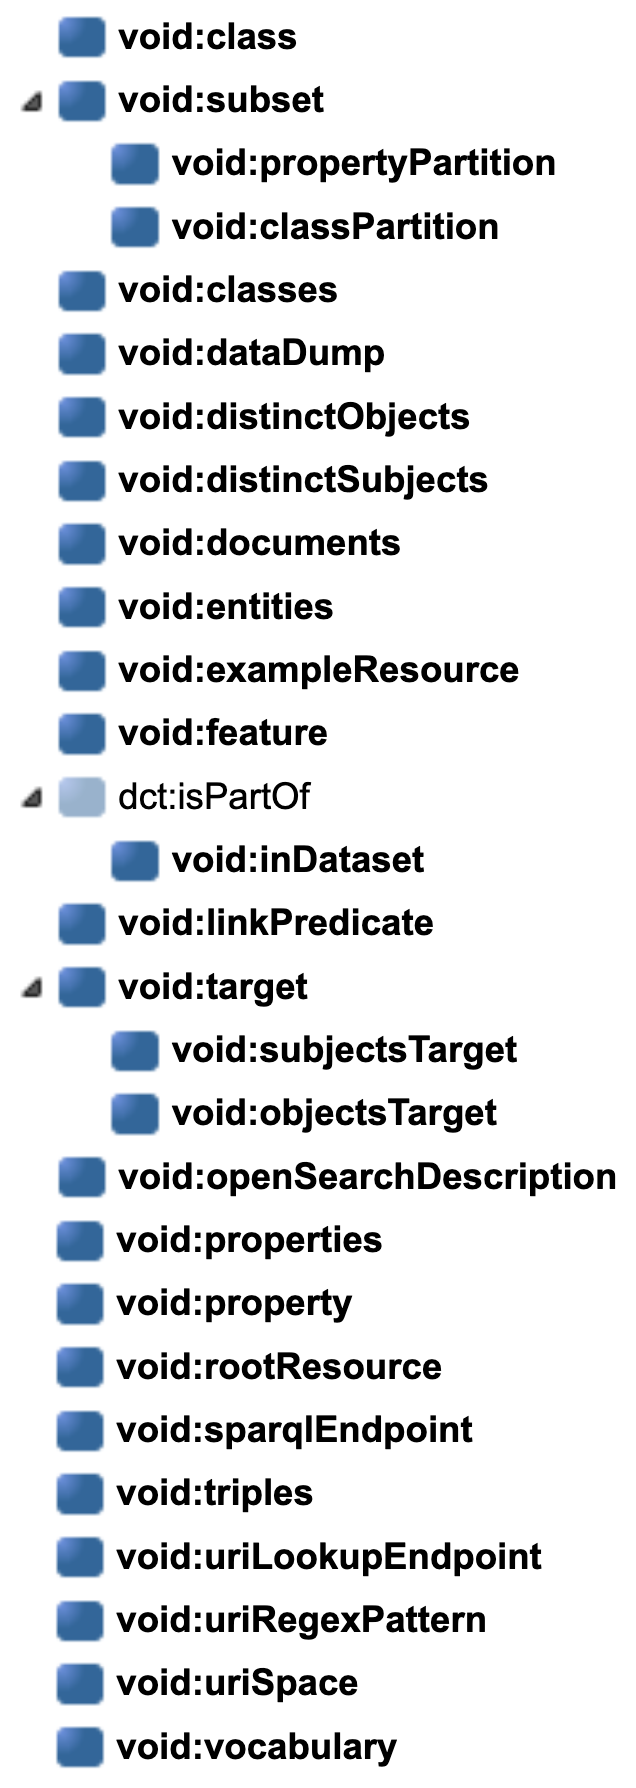 void:class
void:subset
void:propertyPartition
void:classPartition
void:classes
void:dataDump
void:distinctObjects
void:distinctSubjects
void:documents
void:entities
void:exampleResource
void:feature
dct:isPartOf
void:inDataset
void:linkPredicate
void:target
void:subjectsTarget
void:objectsTarget
void:openSearchDescription
void:properties
void:property
void:rootResource
void:sparqlEndpoint
void:triples
void:uriLookupEndpoint
void:uriRegexPattern
void:uriSpace
void:vocabulary